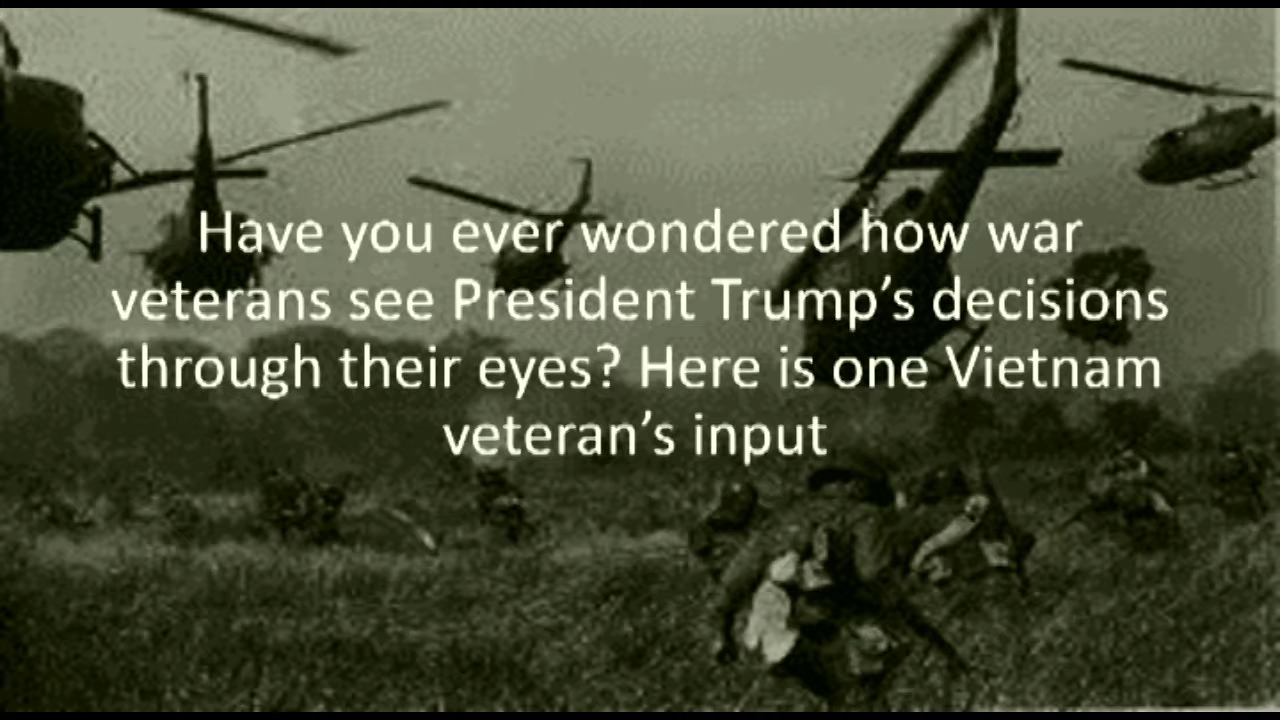 Have you ever wondered how war
veterans see President Trump’s decisions
through their eyes? Here is one Vietnam
veteran’s input